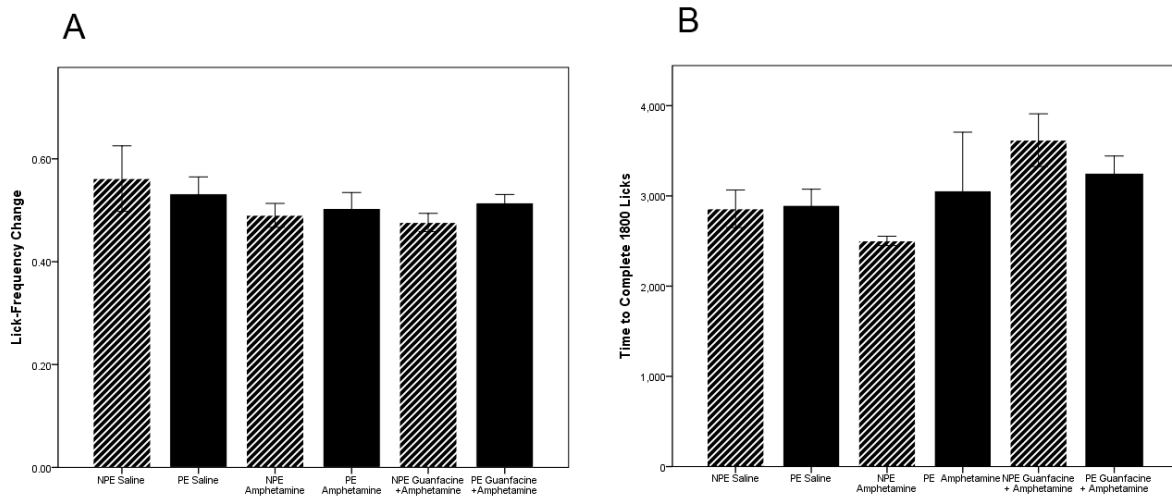 A
Lick-Frequency Change
0.60
0.40
0.20
0.00
NPE Saline
PE Saline
NPE
Amphetamine
PE
Amphetamine
NPE Guanfacine
+Amphetamine
PE Guanfacine
+Amphetamine
B
Time to Complete 1800 Licks
4,000
3,000
2,000
1,000
0
NPE Saline
PE Saline
NPE
Amphetamine
PE Amphetamine
NPE Guanfacine
+ Amphetamine
PE Guanfacine
+ Amphetamine